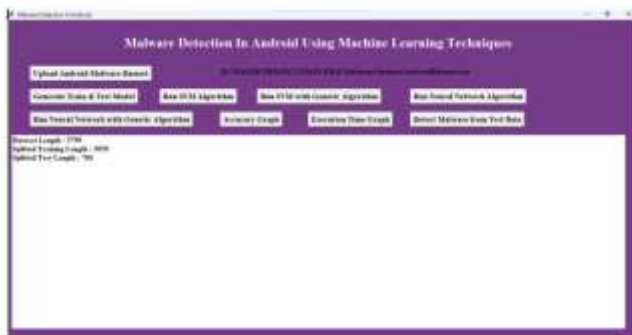 Malware Detection In Android Using Machine Learning Techniques
Upload Android Malware Dataset
Generate Train & Test Model Run SVM Algorithm Run SVM with Genetic Algorithm Run Neural Network Algorithm
Run Neural Network with Genetic Algorithm Accuracy Graph Execution Time Graph Detect Malware from Test Data
Dataset Length :
Splitted Training Length :
Splitted Test Length :